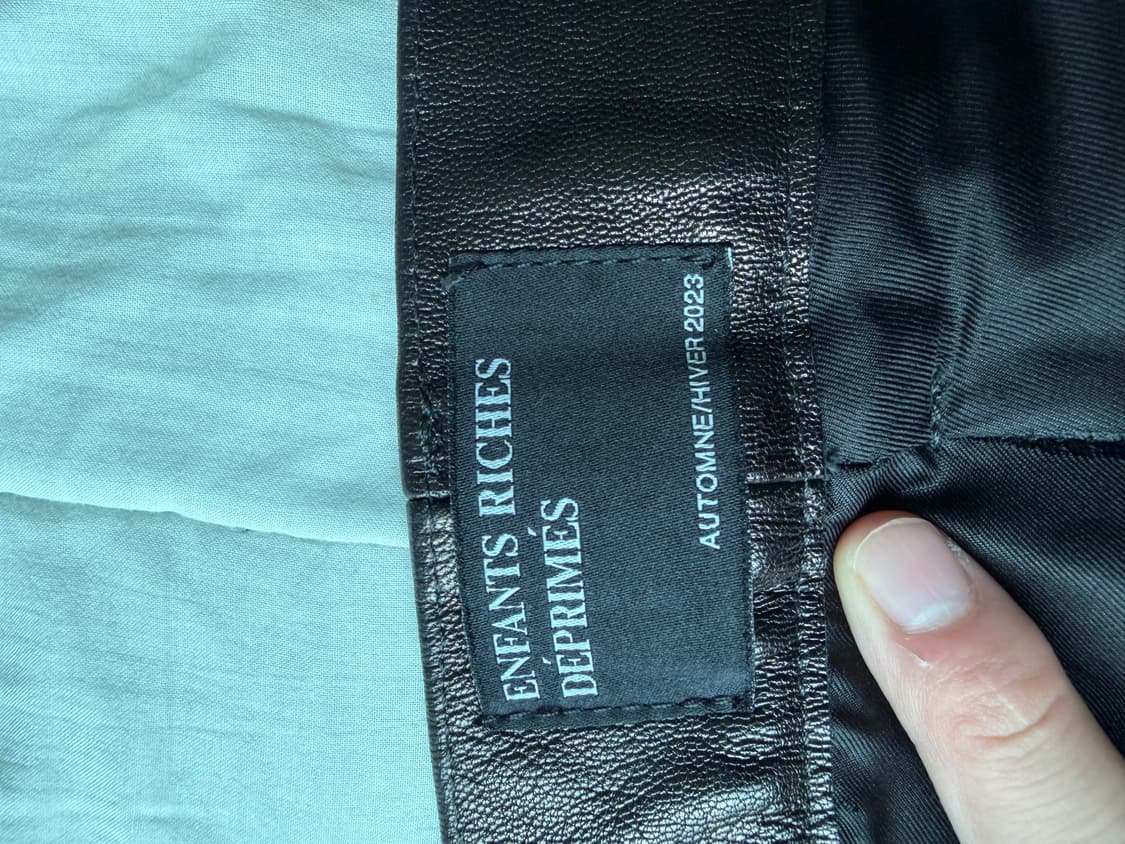 ENFANTS RICHES
DÉPRIMÉS
AUTOMNE/HIVER 2023